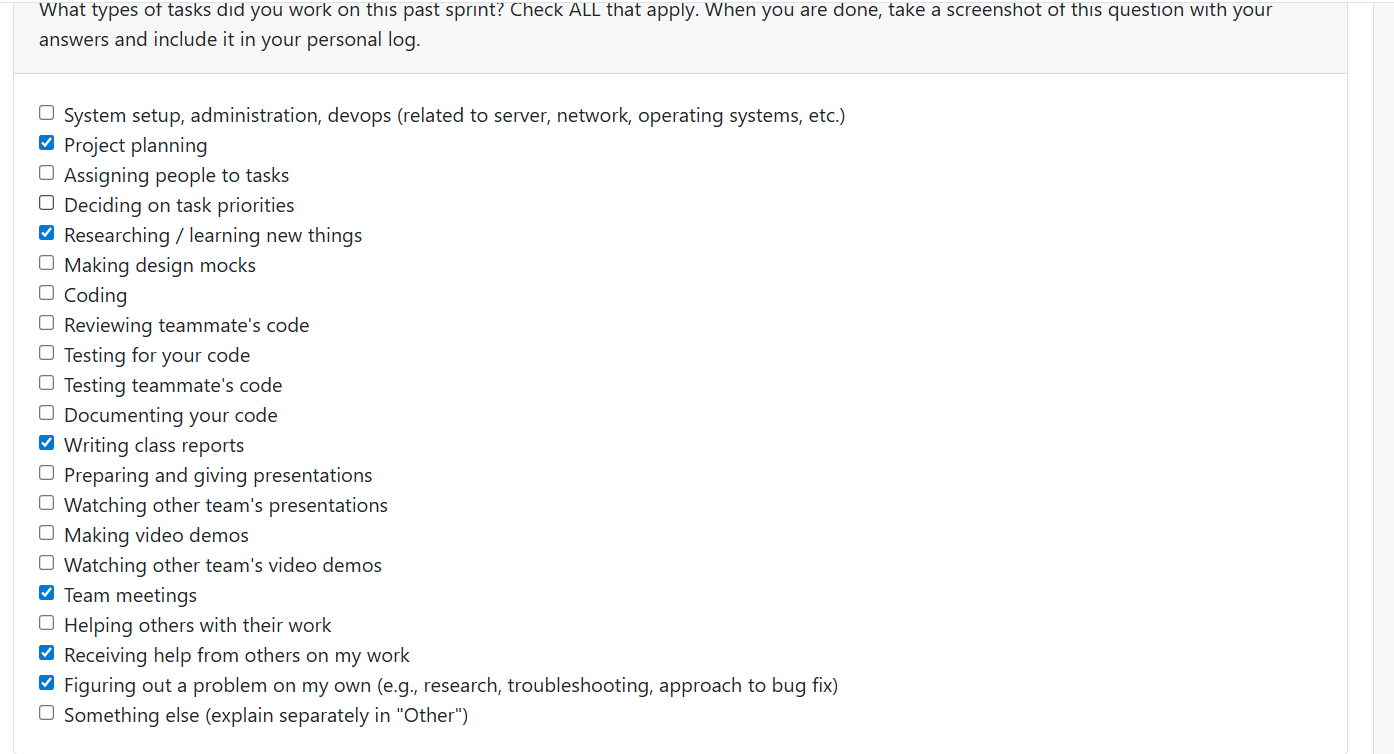 What types of tasks did you work on this past sprint? Check ALL that apply. When you are done, take a screenshot of this question with your
answers and include it in your personal log.
System setup, administration, devops (related to server, network, operating systems, etc.)
Project planning
Assigning people to tasks
Deciding on task priorities
Researching / learning new things
Making design mocks
Coding
Reviewing teammate's code
Testing for your code
Testing teammate's code
Documenting your code
Writing class reports
Preparing and giving presentations
Watching other team's presentations
Making video demos
Watching other team's video demos
Team meetings
Helping others with their work
Receiving help from others on my work
Figuring out a problem on my own (e.g., research, troubleshooting, approach to bug fix)
Something else (explain separately in "Other")